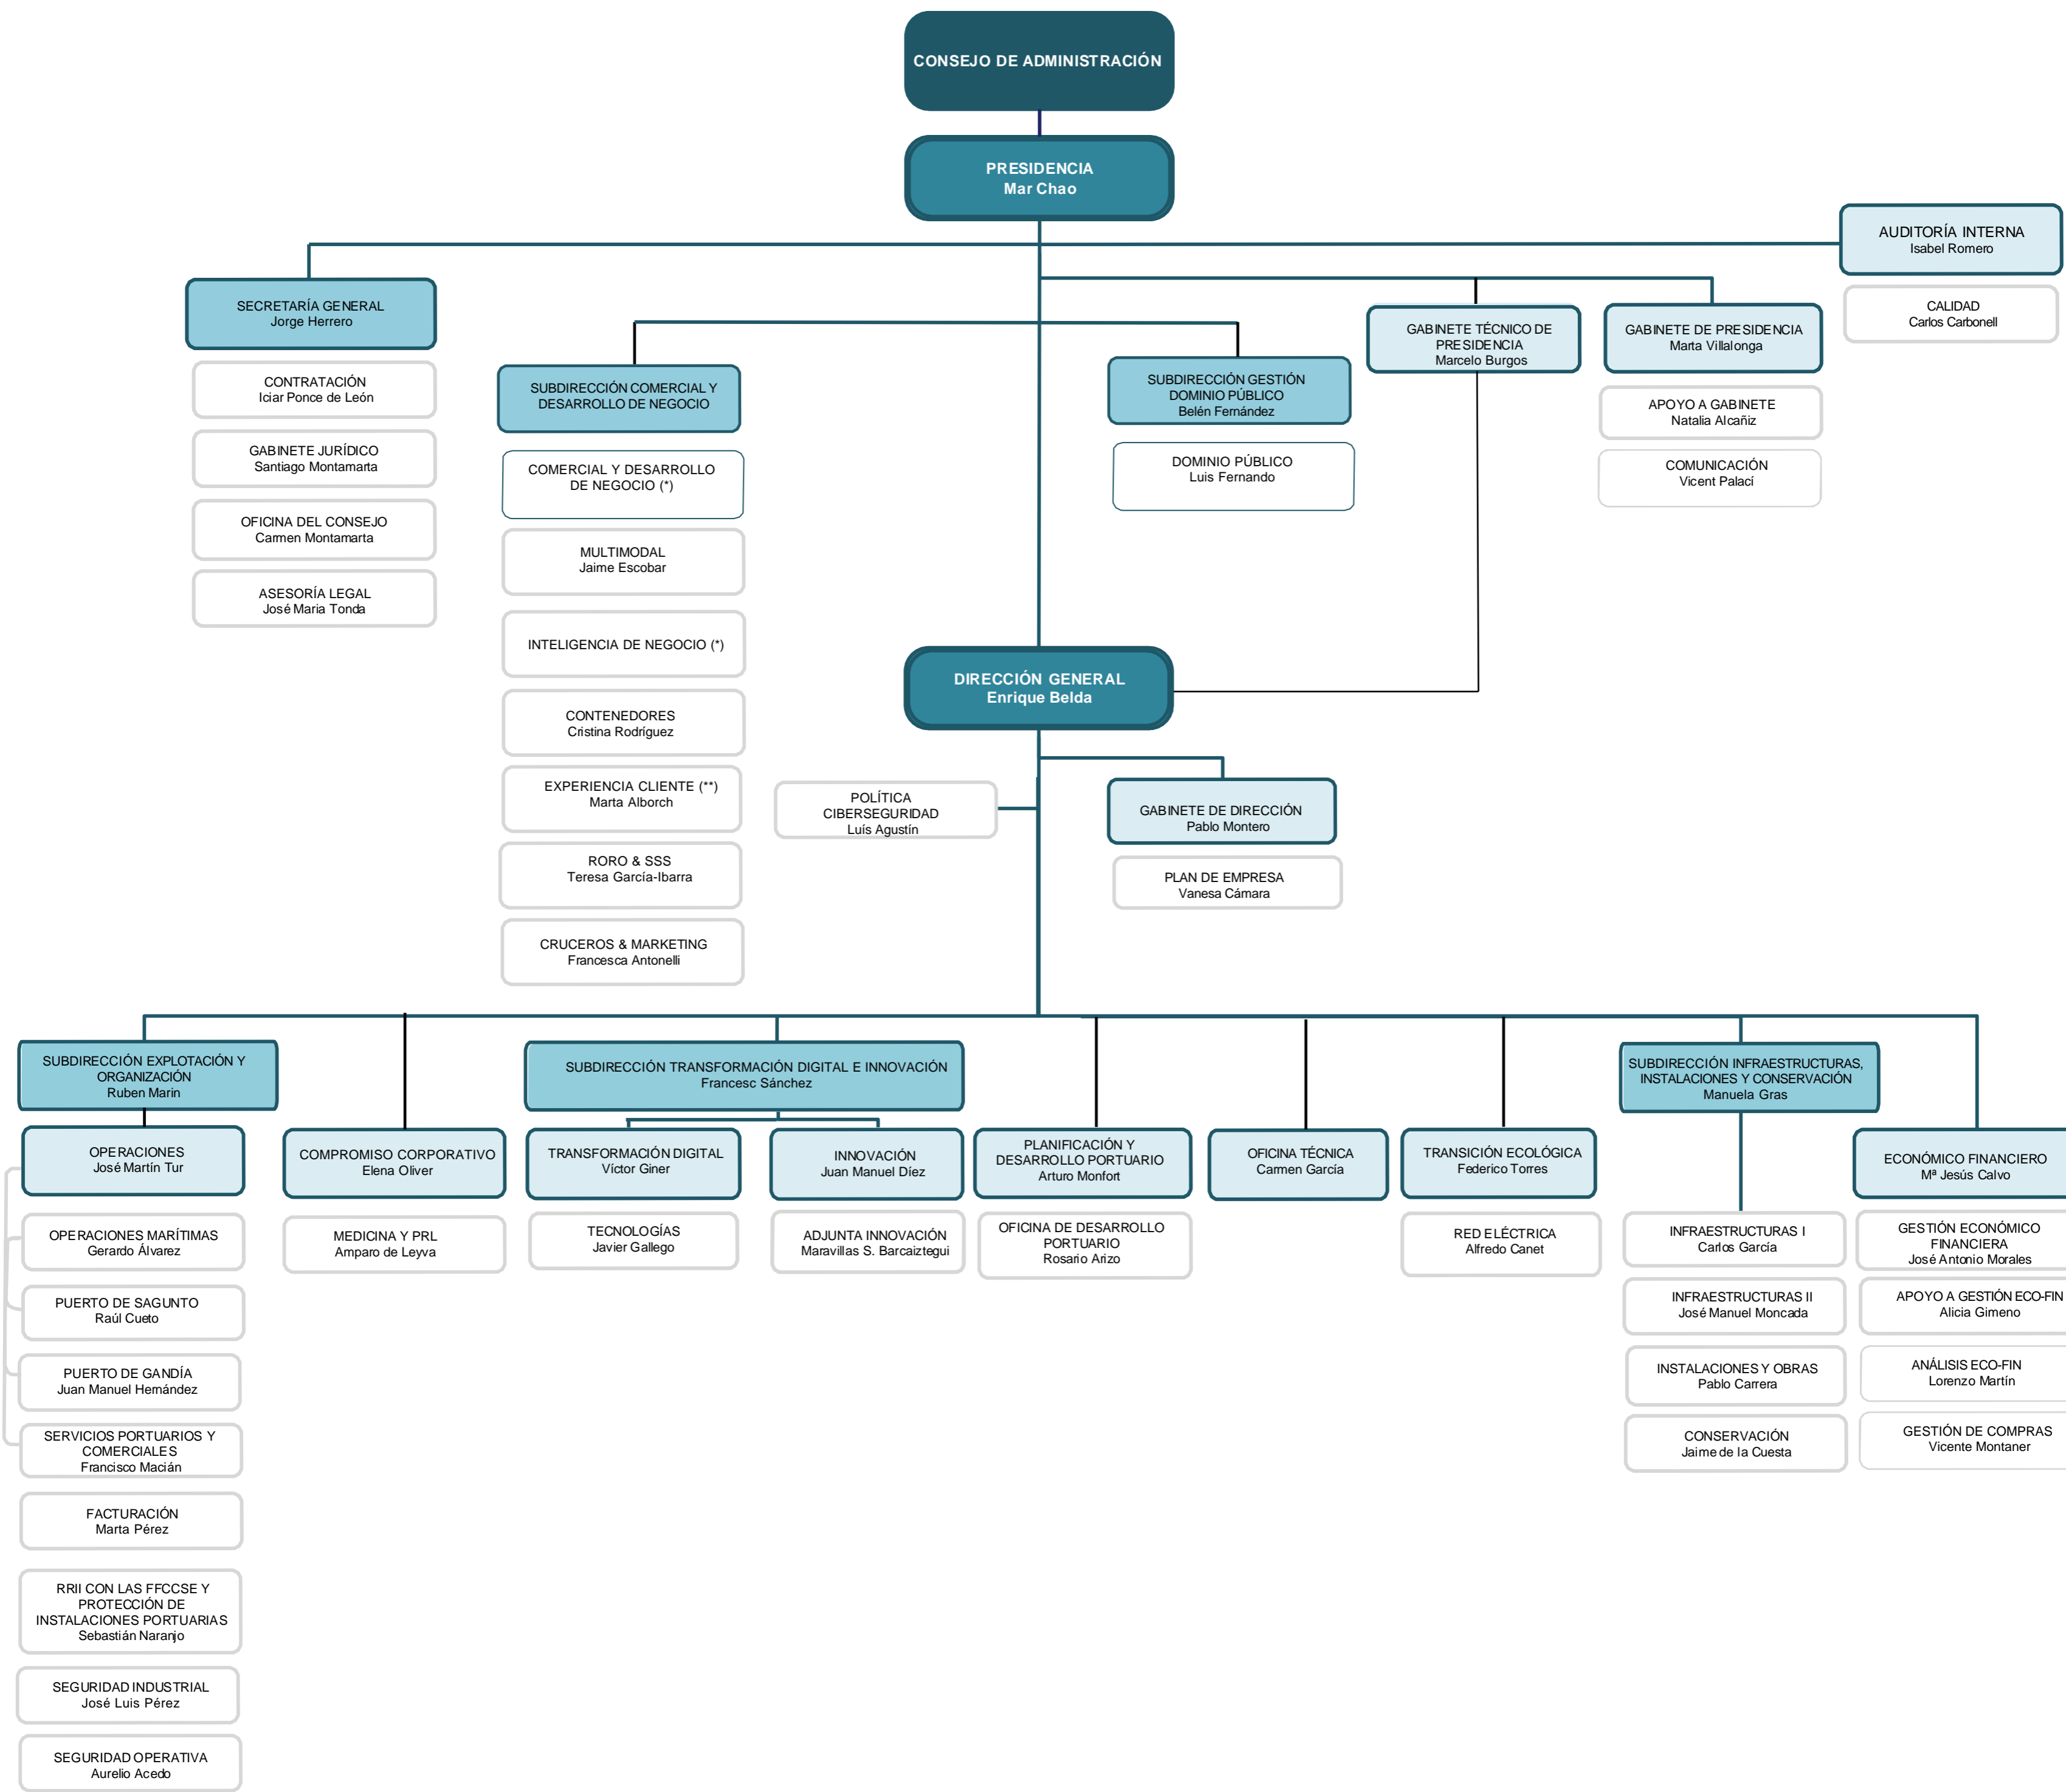 CONSEJO DE ADMINISTRACIÓN
PRESIDENCIA
Mar Chao
AUDITORÍA INTERNA
Isabel Romero
CALIDAD
Carlos Carbonell
SECRETARÍA GENERAL
Jorge Herrero
CONTRATACIÓN
Iciar Ponce de León
GABINETE JURÍDICO
Santiago Montamarta
OFICINA DEL CONSEJO
Carmen Montamarta
ASESORÍA LEGAL
José Maria Tonda
SUBDIRECCIÓN COMERCIAL Y
DESARROLLO DE NEGOCIO
COMERCIAL Y DESARROLLO
DE NEGOCIO (*)
MULTIMODAL
Jaime Escobar
INTELIGENCIA DE NEGOCIO (*)
CONTENEDORES
Cristina Rodríguez
EXPERIENCIA CLIENTE (**)
Marta Alborch
RORO & SSS
Teresa García-Ibarra
CRUCEROS & MARKETING
Francesca Antonelli
SUBDIRECCIÓN GESTIÓN
DOMINIO PÚBLICO
Belén Fernández
DOMINIO PÚBLICO
Luis Fernando
GABINETE TÉCNICO DE
PRESIDENCIA
Marcelo Burgos
GABINETE DE PRESIDENCIA
Marta Villalonga
APOYO A GABINETE
Natalia Alcañiz
COMUNICACIÓN
Vicent Palací
DIRECCIÓN GENERAL
Enrique Belda
POLÍTICA
CIBERSEGURIDAD
Luís Agustín
GABINETE DE DIRECCIÓN
Pablo Montero
PLAN DE EMPRESA
Vanesa Cámara
SUBDIRECCIÓN EXPLOTACIÓN Y
ORGANIZACIÓN
Ruben Marin
OPERACIONES
José Martín Tur
OPERACIONES MARÍTIMAS
Gerardo Álvarez
PUERTO DE SAGUNTO
Raúl Cueto
PUERTO DE GANDÍA
Juan Manuel Hernández
SERVICIOS PORTUARIOS Y
COMERCIALES
Francisco Macián
FACTURACIÓN
Marta Pérez
RRII CON LAS FFCCSE Y
PROTECCIÓN DE
INSTALACIONES PORTUARIAS
Sebastián Naranjo
SEGURIDAD INDUSTRIAL
José Luis Pérez
SEGURIDAD OPERATIVA
Aurelio Acedo
COMPROMISO CORPORATIVO
Elena Oliver
MEDICINA Y PRL
Amparo de Leyva
SUBDIRECCIÓN TRANSFORMACIÓN DIGITAL E INNOVACIÓN
Francesc Sánchez
TRANSFORMACIÓN DIGITAL
Víctor Giner
TECNOLOGÍAS
Javier Gallego
INNOVACIÓN
Juan Manuel Díez
ADJUNTA INNOVACIÓN
Maravillas S. Barcaiztegui
PLANIFICACIÓN Y
DESARROLLO PORTUARIO
Arturo Monfort
OFICINA DE DESARROLLO
PORTUARIO
Rosario Arizo
OFICINA TÉCNICA
Carmen García
TRANSICIÓN ECOLÓGICA
Federico Torres
RED ELÉCTRICA
Alfredo Canet
SUBDIRECCIÓN INFRAESTRUCTURAS,
INSTALACIONES Y CONSERVACIÓN
Manuela Gras
INFRAESTRUCTURAS I
Carlos García
INFRAESTRUCTURAS II
José Manuel Moncada
INSTALACIONES Y OBRAS
Pablo Carrera
CONSERVACIÓN
Jaime de la Cuesta
ECONÓMICO FINANCIERO
Mª Jesús Calvo
GESTIÓN ECONÓMICO
FINANCIERA
José Antonio Morales
APOYO A GESTIÓN ECO-FIN
Alicia Gimeno
ANÁLISIS ECO-FIN
Lorenzo Martín
GESTIÓN DE COMPRAS
Vicente Montaner